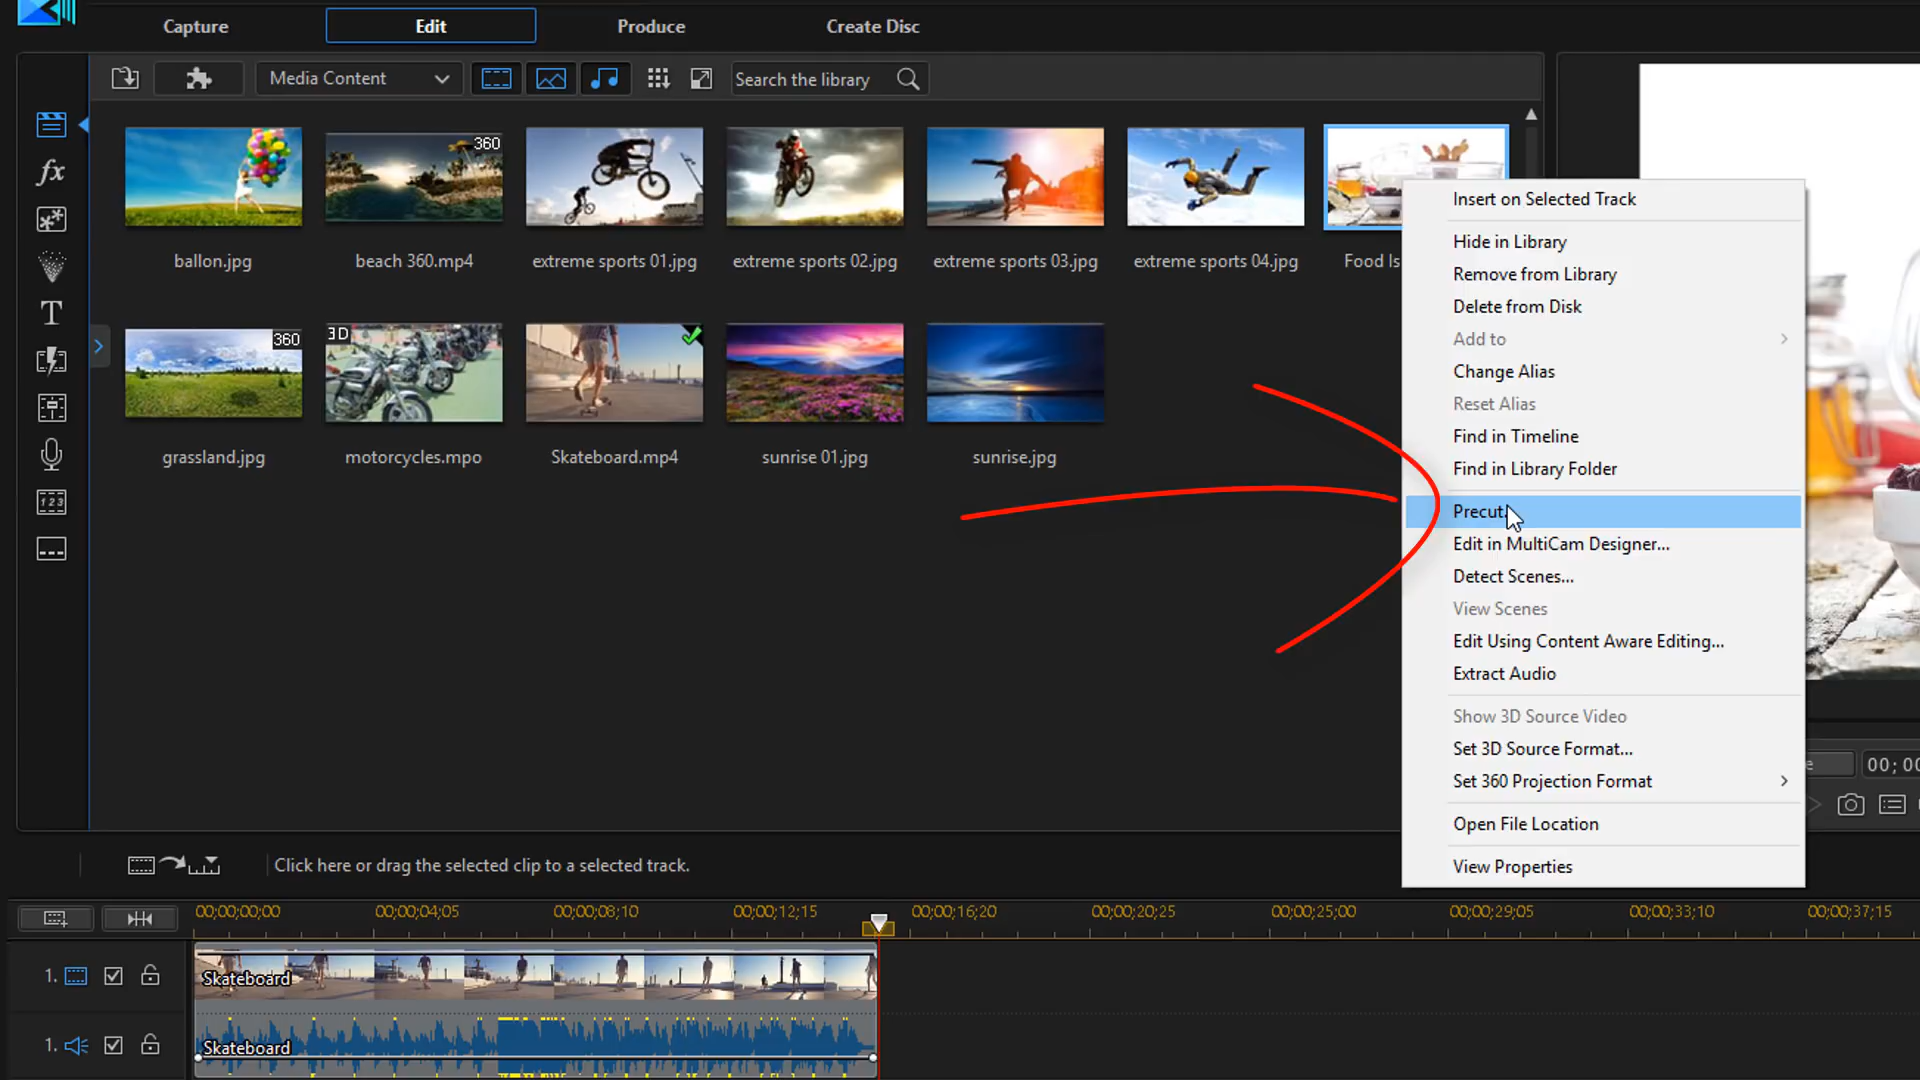 Capture
Edit
Produce
Create Disc
Media Content
Search the library
360
ballon.jpg
beach 360.mp4
extreme sports 01.jpg
extreme sports 02.jpg
extreme sports 03.jpg
extreme sports 04.jpg
Food Is
fx
T
360
3D
grassland.jpg
motorcycles.mpo
Skateboard.mp4
sunrise 01.jpg
sunrise.jpg
123
Insert on Selected Track
Hide in Library
Remove from Library
Delete from Disk
Add to
Change Alias
Reset Alias
Find in Timeline
Find in Library Folder
Precut
Edit in MultiCam Designer...
Detect Scenes...
View Scenes
Edit Using Content Aware Editing...
Extract Audio
Show 3D Source Video
Set 3D Source Format...
Set 360 Projection Format
Open File Location
View Properties
00; 00
Click here or drag the selected clip to a selected track.
00;00;00;00 00;00;04;05 00;00;08;10 00;00;12;15 00;00;16;20 00;00;20;25 00;00;25;00 00;00;29;05 00;00;33;10 00;00;37;15
1. Skateboard
1. Skateboard